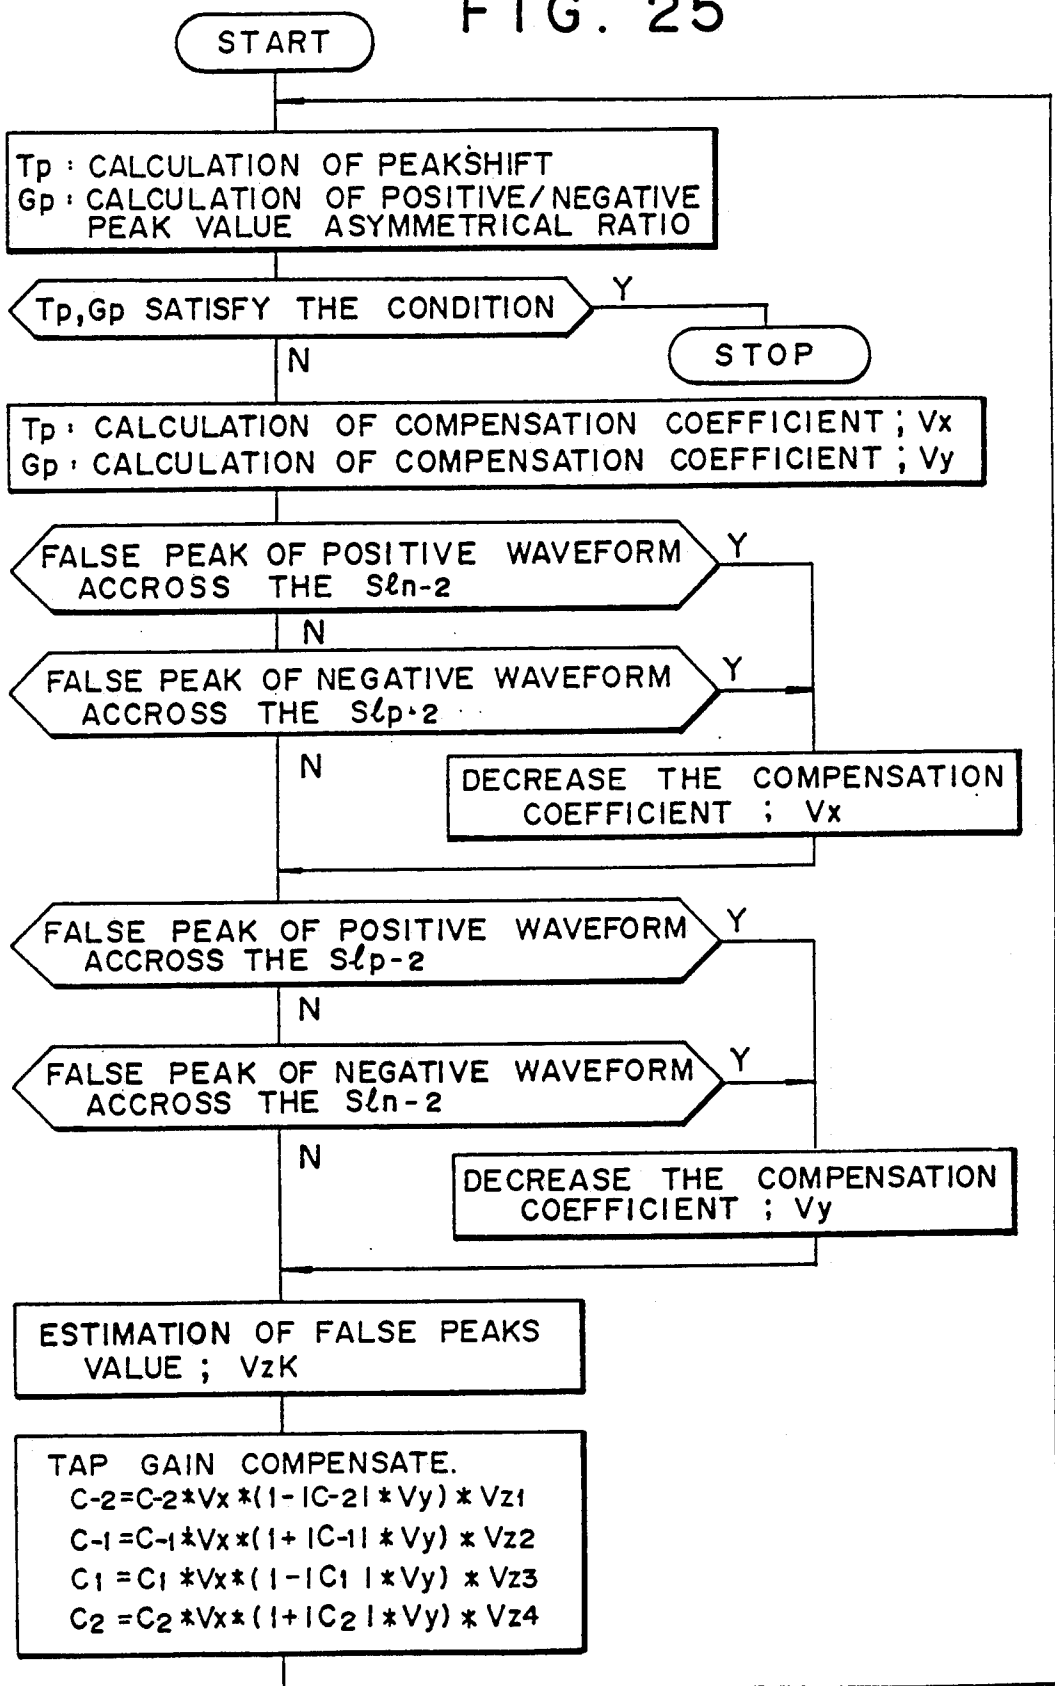 FIG. 25
START
Tp : CALCULATION OF PEAKSHIFT
Gp : CALCULATION OF POSITIVE/NEGATIVE
PEAK VALUE ASYMMETRICAL RATIO
Tp,Gp SATISFY THE CONDITION
Y
STOP
N
Tp : CALCULATION OF COMPENSATION COEFFICIENT ; Vx
Gp : CALCULATION OF COMPENSATION COEFFICIENT ; Vy
FALSE PEAK OF POSITIVE WAVEFORM
ACCROSS THE Sℓn-2
Y
N
FALSE PEAK OF NEGATIVE WAVEFORM
ACCROSS THE Sℓp-2
Y
N
DECREASE THE COMPENSATION
COEFFICIENT ; Vx
FALSE PEAK OF POSITIVE WAVEFORM
ACCROSS THE Sℓp-2
Y
N
FALSE PEAK OF NEGATIVE WAVEFORM
ACCROSS THE Sℓn-2
Y
N
DECREASE THE COMPENSATION
COEFFICIENT ; Vy
ESTIMATION OF FALSE PEAKS
VALUE ; VzK
TAP GAIN COMPENSATE.
C-2=C-2*Vx*(1-|C-2|*Vy)*Vz1
C-1=C-1*Vx*(1+|C-1|*Vy)*Vz2
C1=C1*Vx*(1-|C1|*Vy)*Vz3
C2=C2*Vx*(1+|C2|*Vy)*Vz4